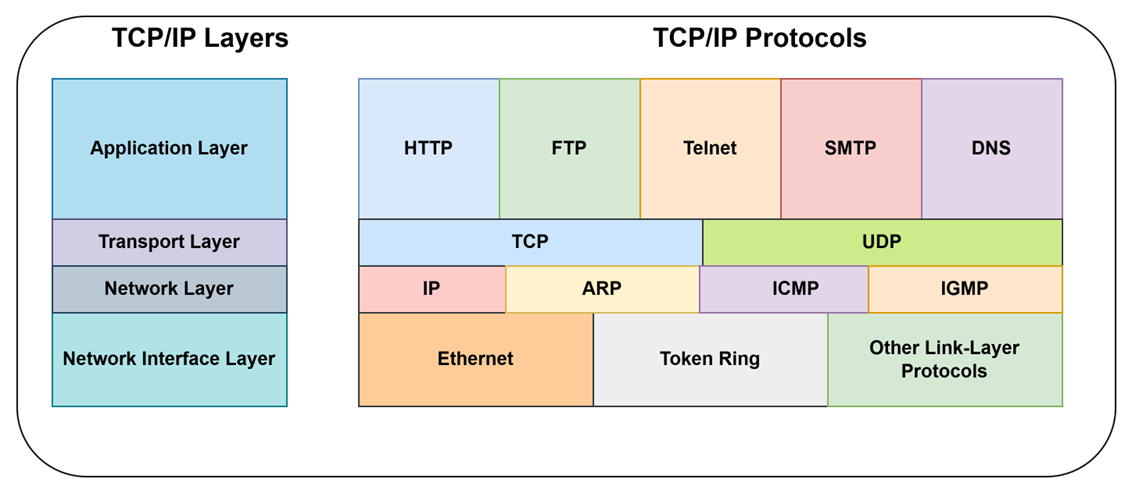 TCP/IP Layers
TCP/IP Protocols
Application Layer
HTTP
FTP
Telnet
SMTP
DNS
Transport Layer
TCP
UDP
Network Layer
IP
ARP
ICMP
IGMP
Network Interface Layer
Ethernet
Token Ring
Other Link-Layer
Protocols